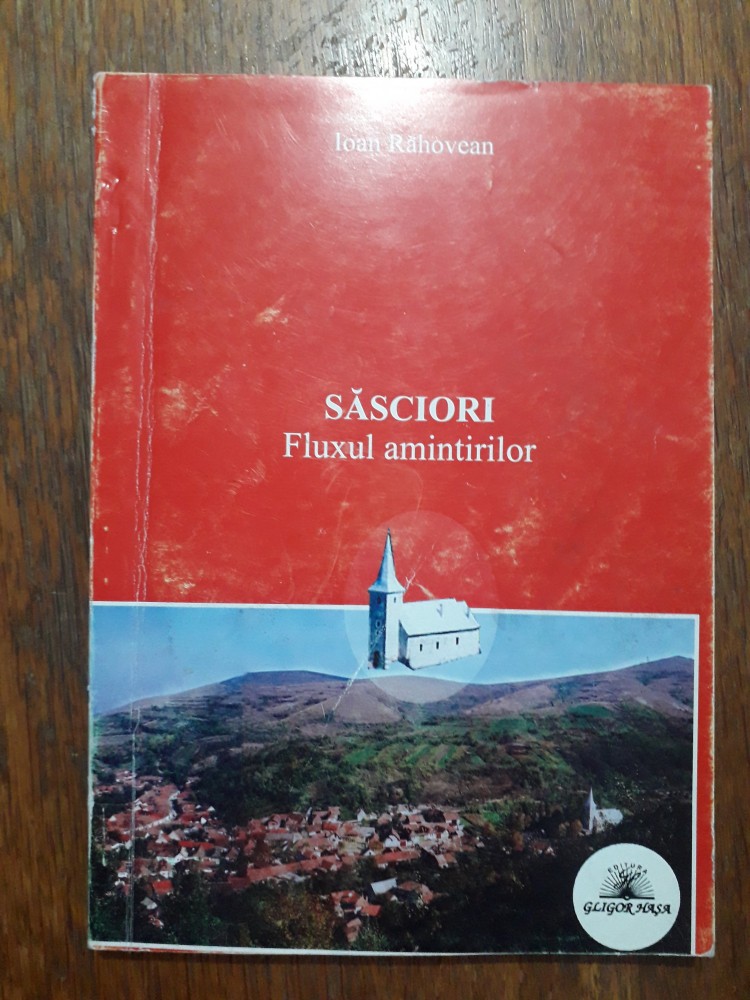 Ioan Răhovean
SĂSCIORI
Fluxul amintirilor
EDITURA
GLIGOR HAȘA